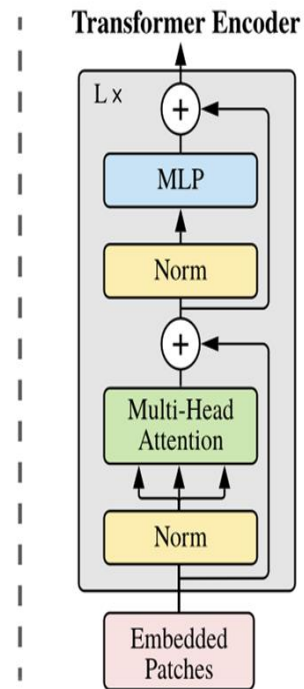 Transformer Encoder
L ×
+
MLP
Norm
+
Multi-Head
Attention
Norm
Embedded
Patches